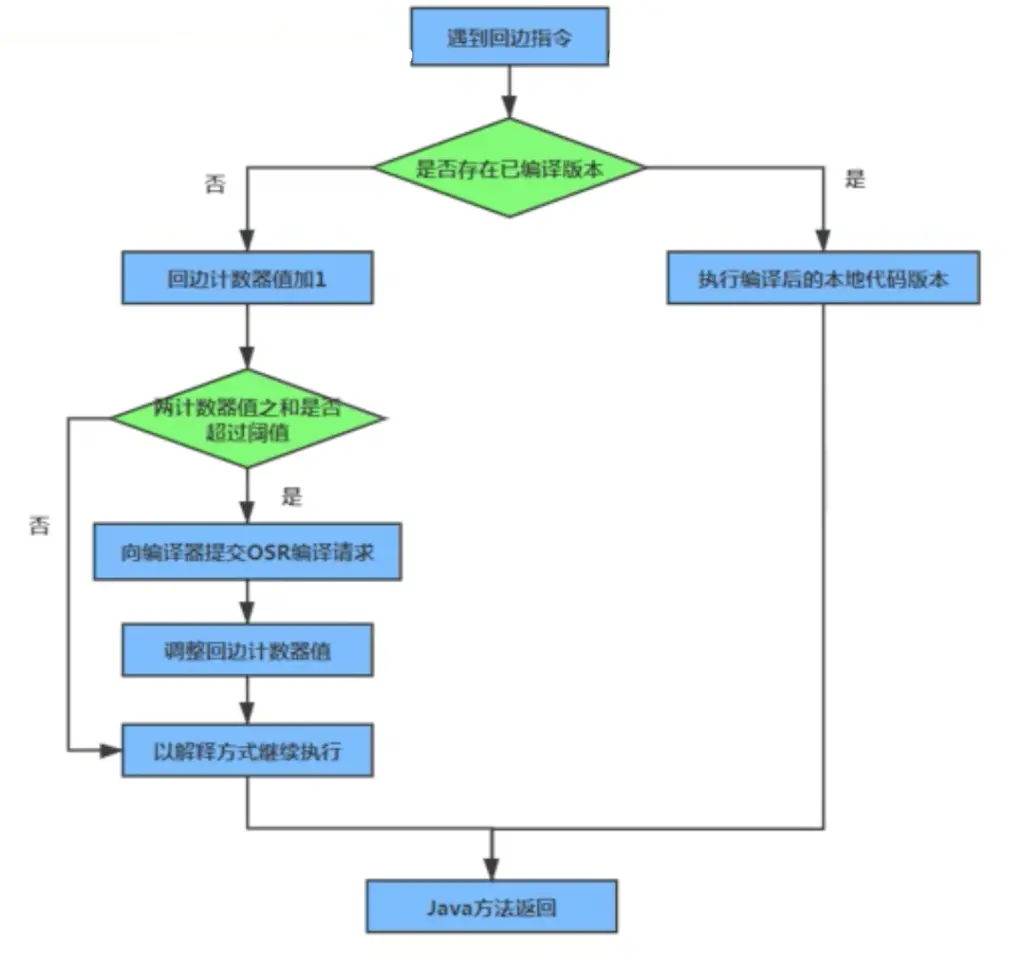 遇到回边指令
是否存在已编译版本
否
是
回边计数器值加1
执行编译后的本地代码版本
两计数器值之和是否
超过阈值
是
否
向编译器提交OSR编译请求
调整回边计数器值
以解释方式继续执行
Java方法返回